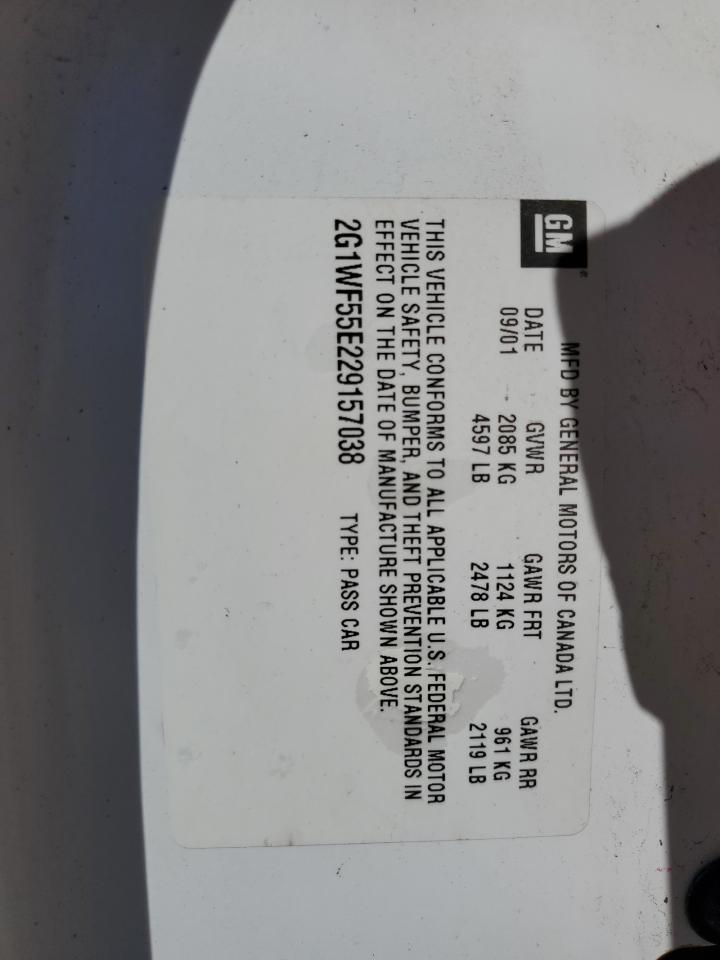 GM
MFD BY GENERAL MOTORS OF CANADA LTD.
DATE GVWR GAWR FRT GAWR RR
09/01 2085 KG 1124 KG 961 KG
4597 LB 2478 LB 2119 LB
THIS VEHICLE CONFORMS TO ALL APPLICABLE U.S. FEDERAL MOTOR
VEHICLE SAFETY, BUMPER, AND THEFT PREVENTION STANDARDS IN
EFFECT ON THE DATE OF MANUFACTURE SHOWN ABOVE.
2G1WF55E229157038 TYPE: PASS CAR